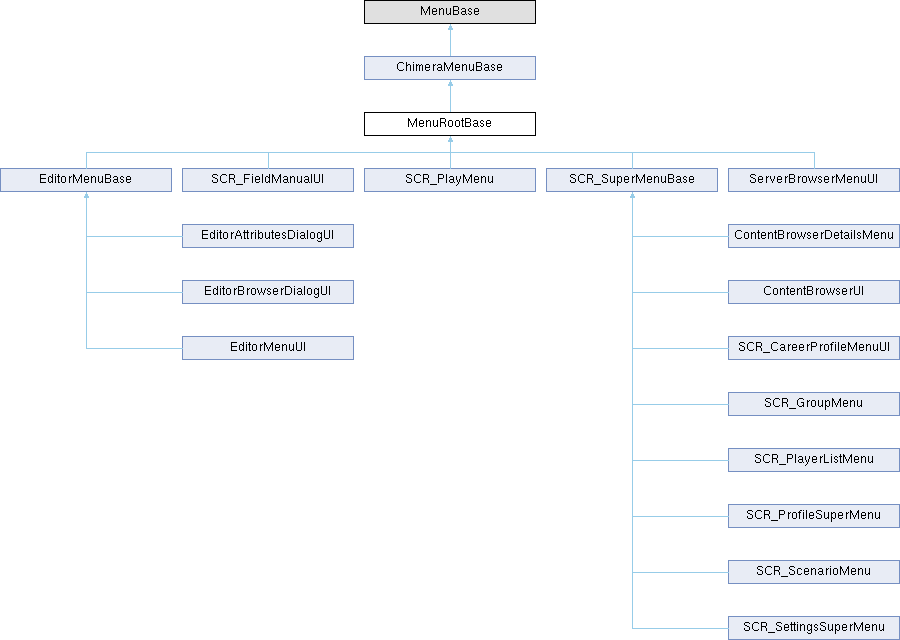 MenuBase
ChimeraMenuBase
MenuRootBase
EditorMenuBase
SCR_FieldManualUI
SCR_PlayMenu
SCR_SuperMenuBase
ServerBrowserMenuUI
EditorAttributesDialogUI
ContentBrowserDetailsMenu
EditorBrowserDialogUI
ContentBrowserUI
EditorMenuUI
SCR_CareerProfileMenuUI
SCR_GroupMenu
SCR_PlayerListMenu
SCR_ProfileSuperMenu
SCR_ScenarioMenu
SCR_SettingsSuperMenu